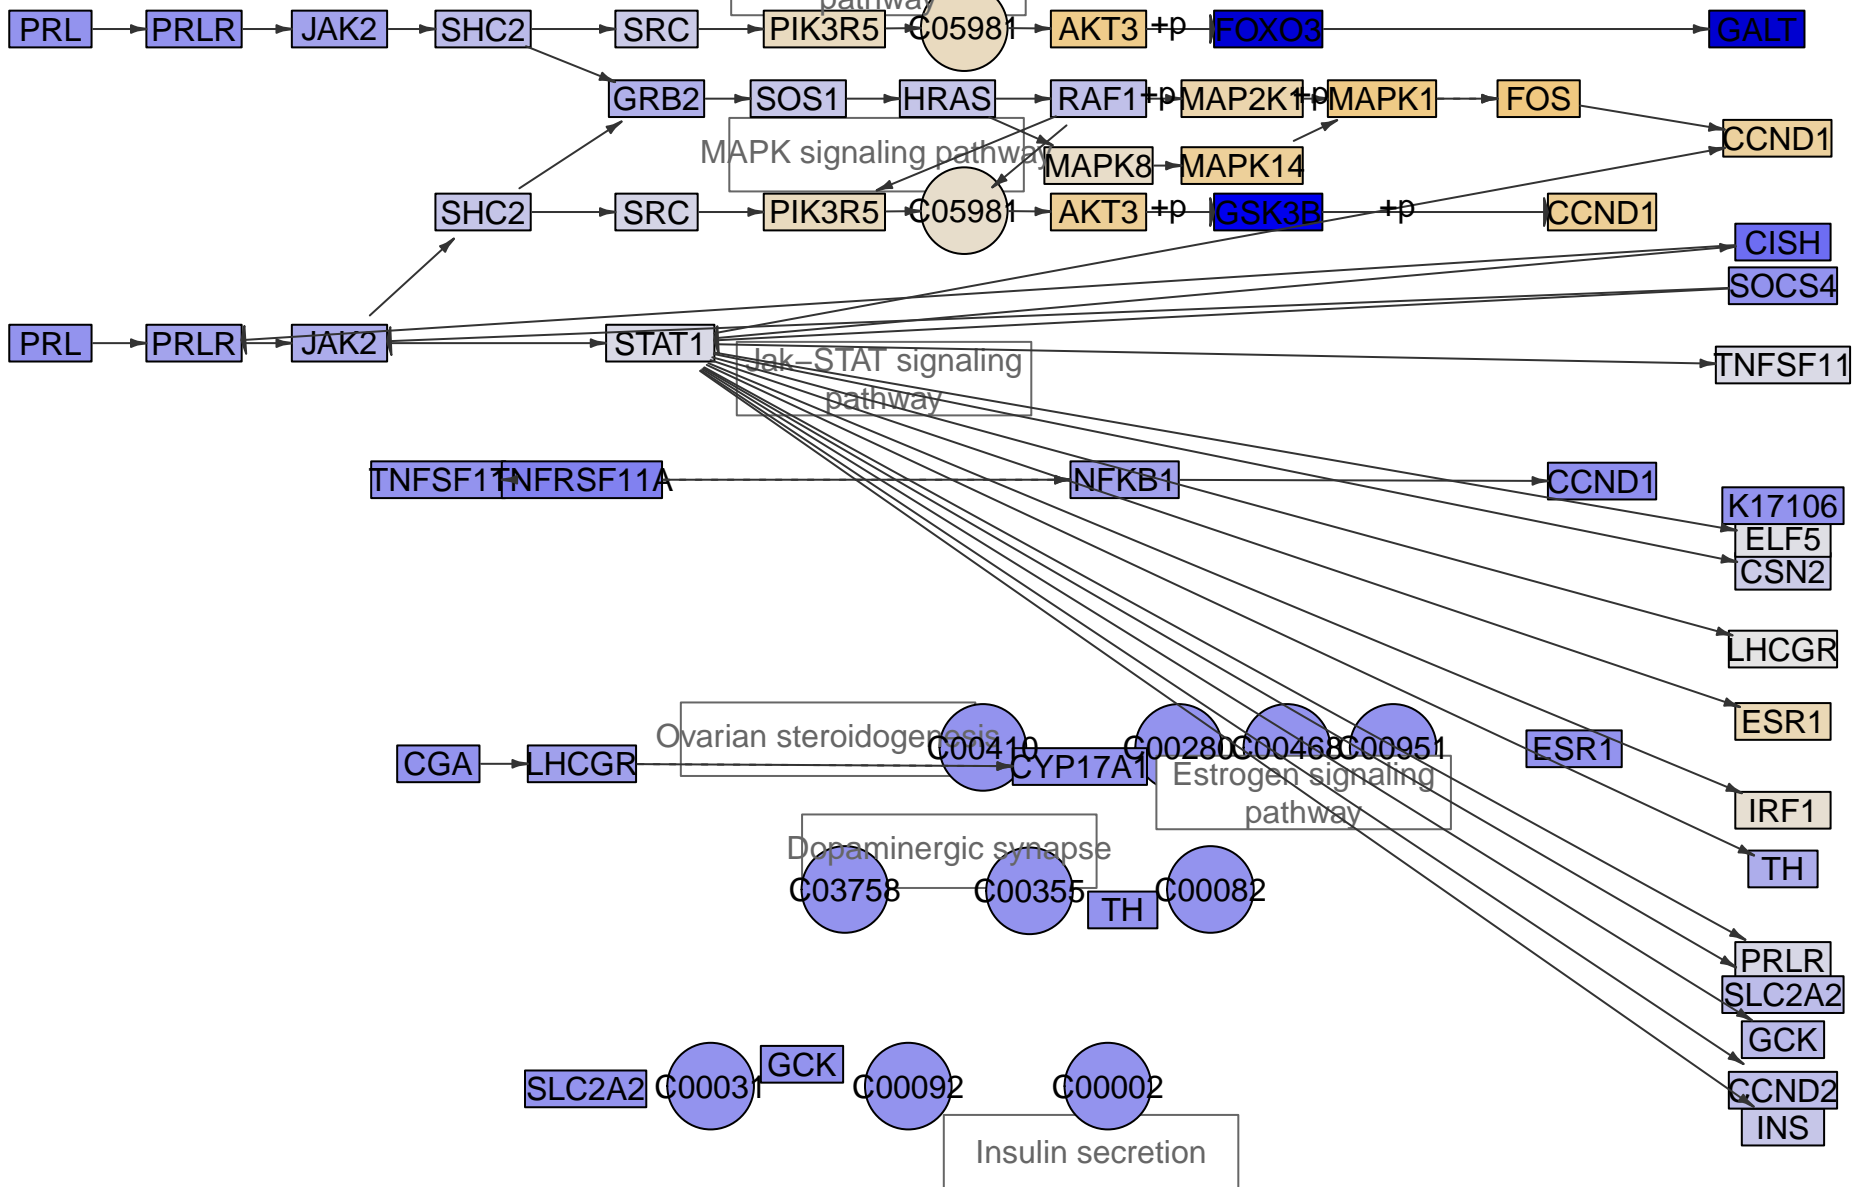 pathway
PRL
PRLR
JAK2
SHC2
SRC
PIK3R5
C05981
AKT3
+p
FOXO3
GALT
GRB2
SOS1
HRAS
RAF1
+p
MAP2K1
+p
MAPK1
FOS
CCND1
MAPK signaling pathway
MAPK8
MAPK14
SHC2
SRC
PIK3R5
C05981
AKT3
+p
GSK3B
+p
CCND1
CISH
SOCS4
PRL
PRLR
JAK2
STAT1
Jak–STAT signaling
pathway
TNFSF11
TNFSF11
TNFRSF11A
NFKB1
CCND1
K17106
ELF5
CSN2
LHCGR
ESR1
Ovarian steroidogenesis
C00410
C00280
C00468
C00951
ESR1
CGA
LHCGR
CYP17A1
Estrogen signaling
pathway
IRF1
Dopaminergic synapse
TH
C03758
C00355
TH
C00082
PRLR
SLC2A2
GCK
SLC2A2
C00031
GCK
C00092
C00002
CCND2
INS
Insulin secretion